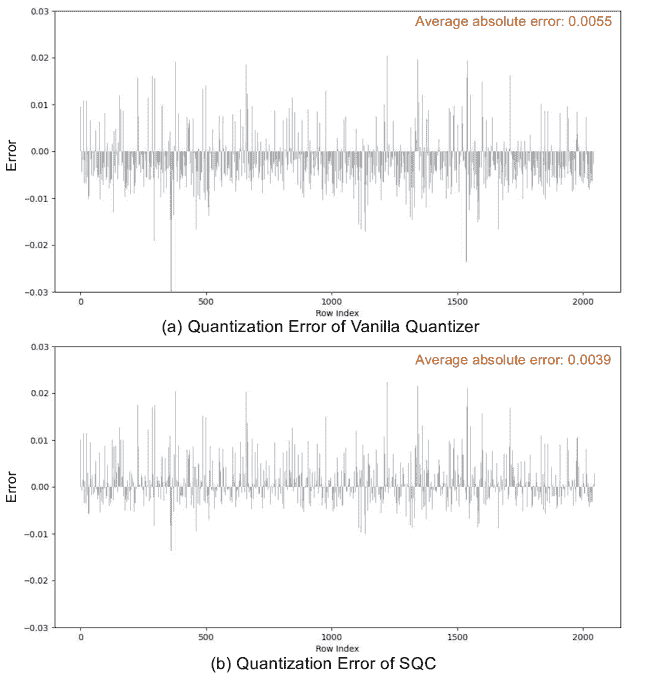 0.03
Average absolute error: 0.0055
0.02
0.01
0.00
Error
−0.01
−0.02
−0.03
0 500 1000 1500 2000
Row Index
(a) Quantization Error of Vanilla Quantizer
0.03
Average absolute error: 0.0039
0.02
0.01
0.00
Error
−0.01
−0.02
−0.03
0 500 1000 1500 2000
Row Index
(b) Quantization Error of SQC